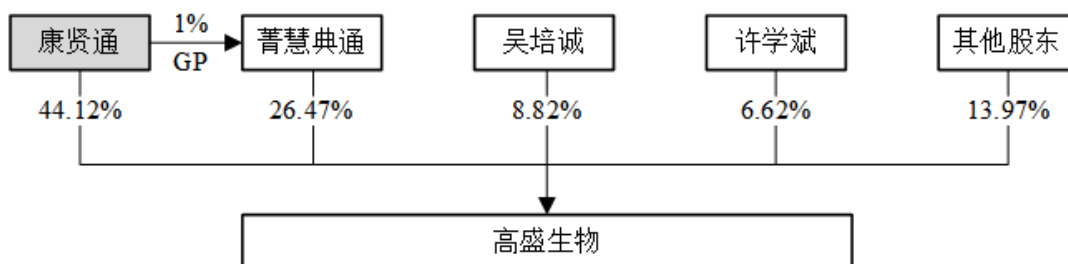 康贤通
1%
GP
菁慧典通
吴培诚
许学斌
其他股东
44.12%
26.47%
8.82%
6.62%
13.97%
高盛生物